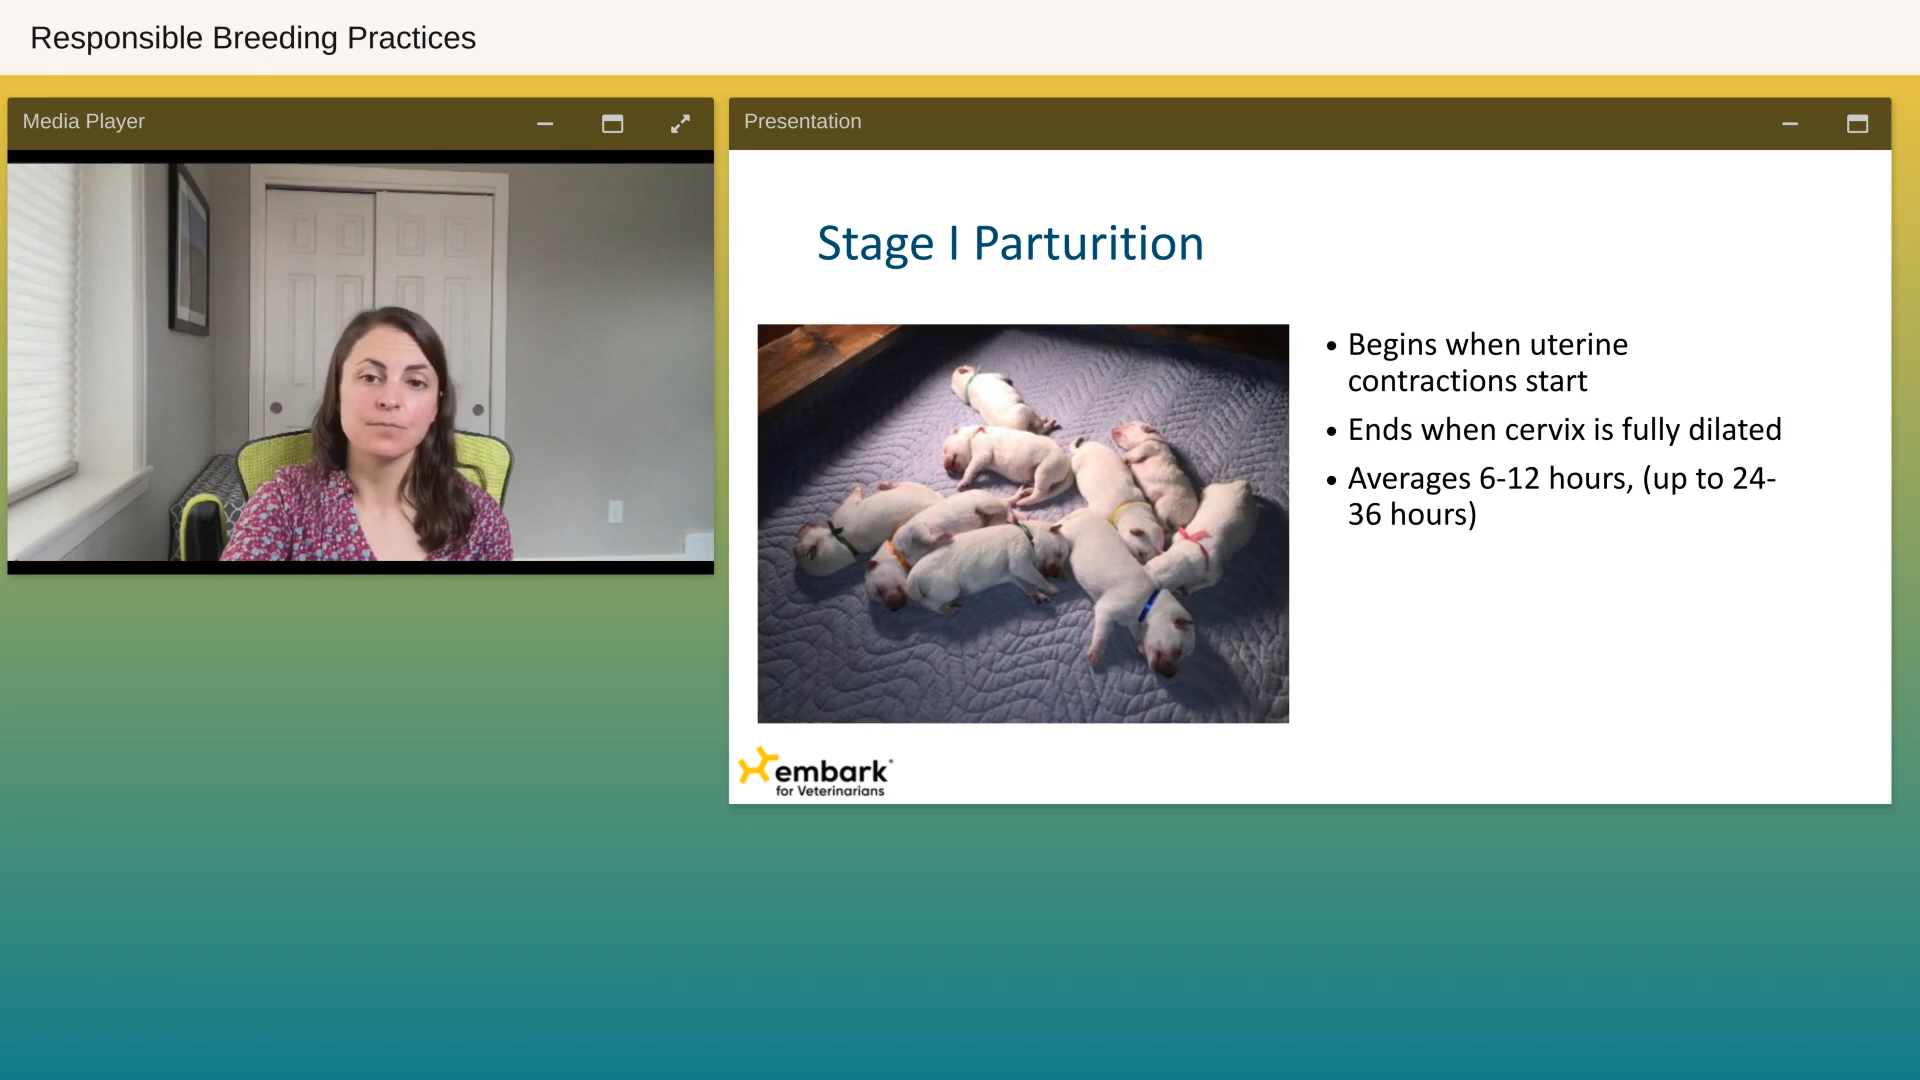 Responsible Breeding Practices
Media Player
Presentation
Stage I Parturition
• Begins when uterine
contractions start
• Ends when cervix is fully dilated
• Averages 6-12 hours, (up to 24-
36 hours)
embark
for Veterinarians